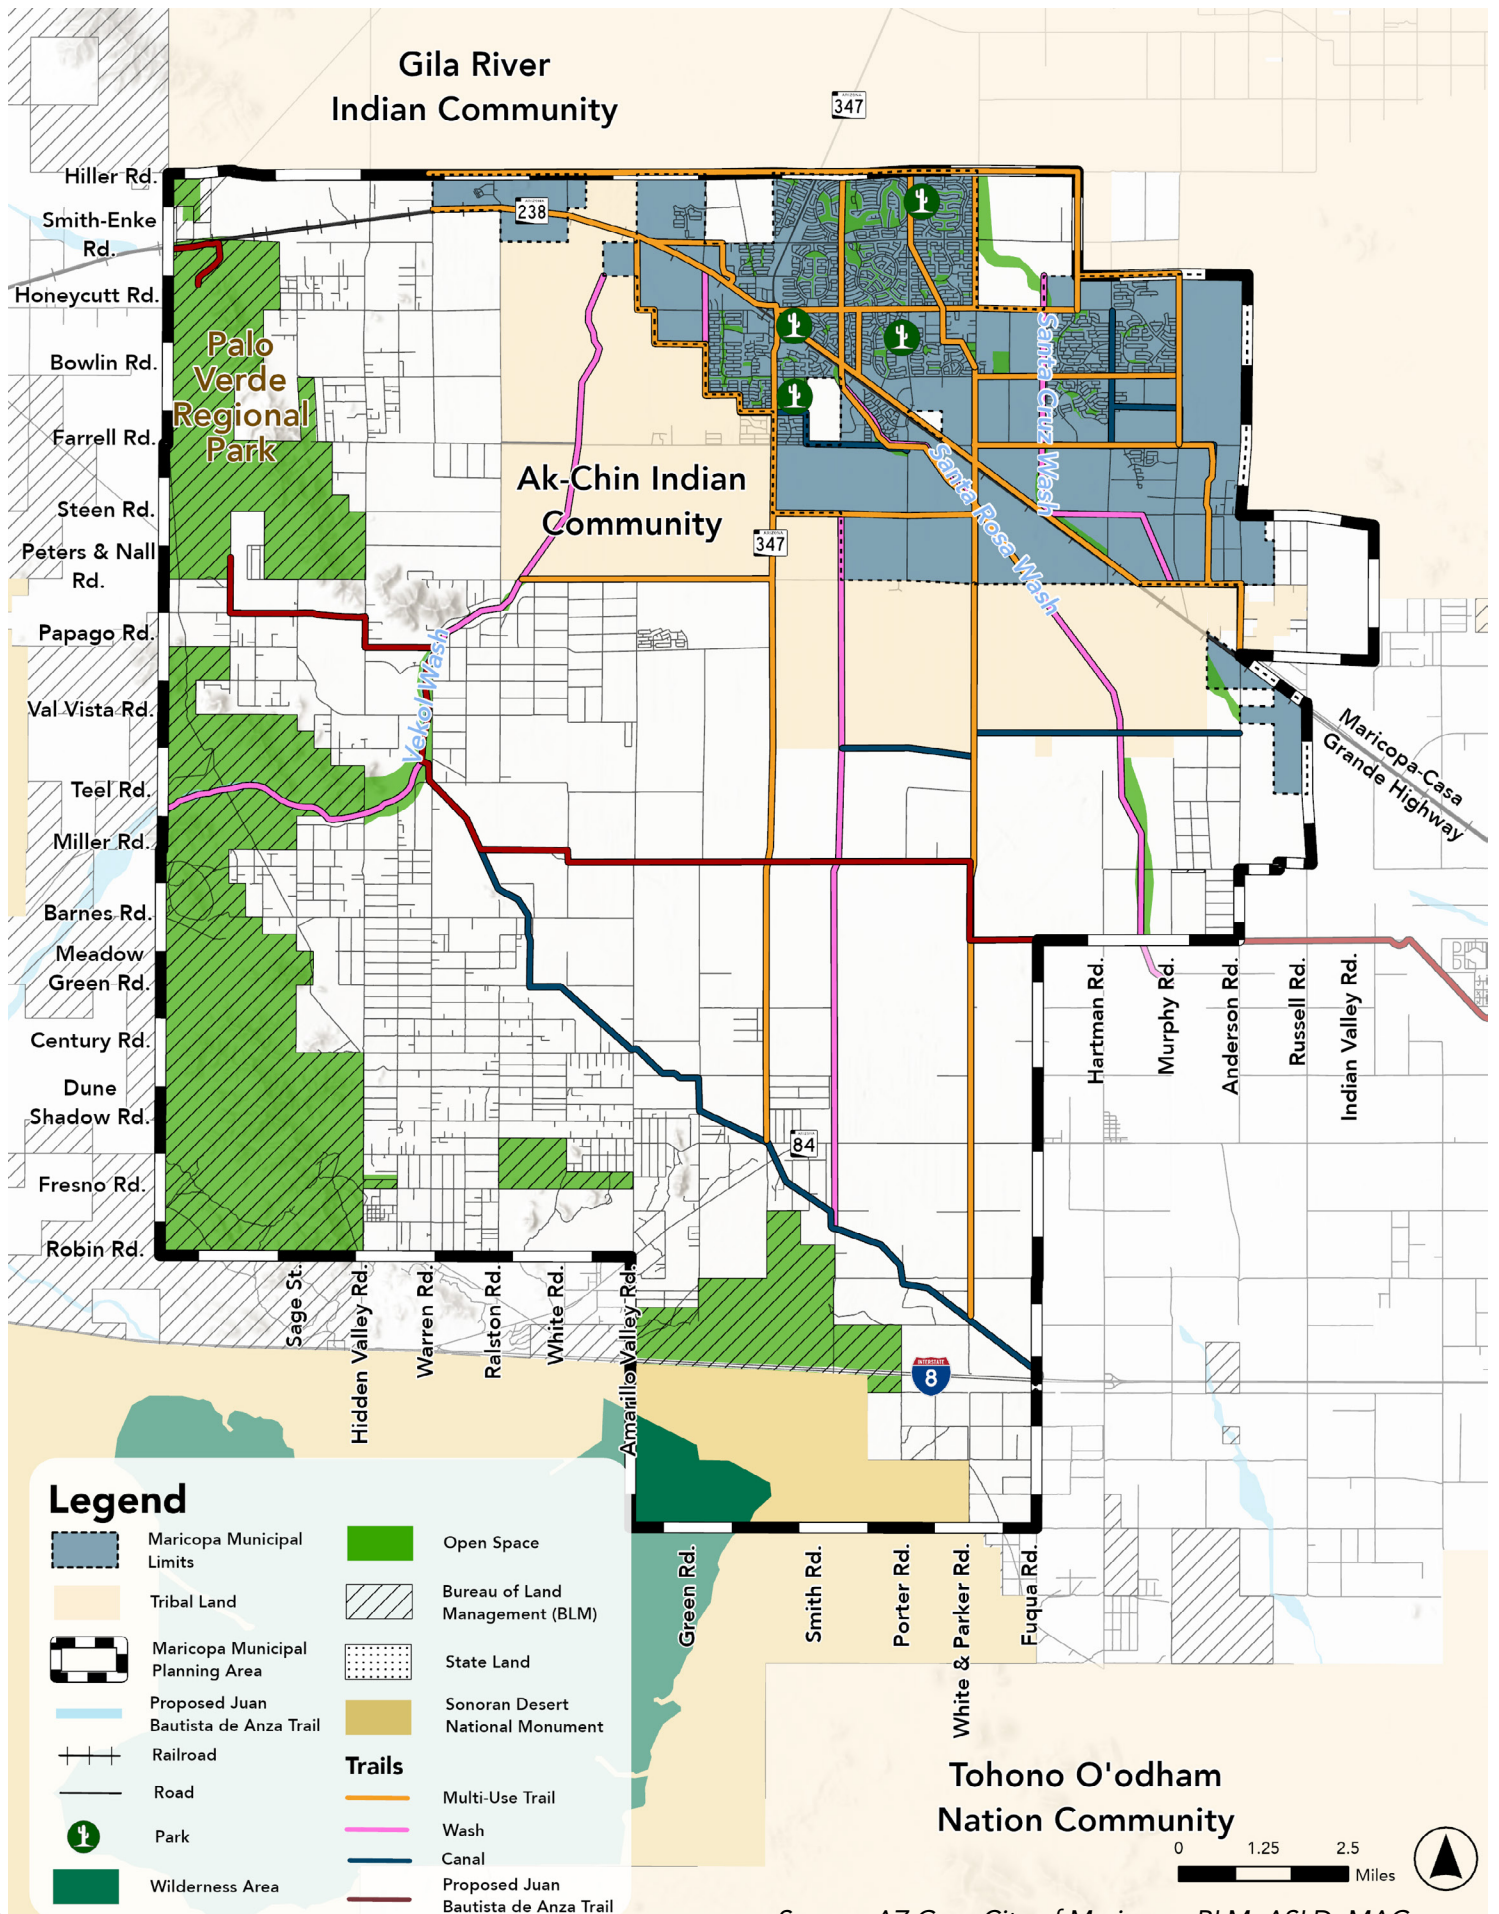 Gila River
Indian Community
ARIZONA
347
Hiller Rd.
Smith-Enke
Rd.
238
Honeycutt Rd.
Bowlin Rd.
Farrell Rd.
Steen Rd.
Peters & Nall
Rd.
Papago Rd.
Val Vista Rd.
Teel Rd.
Miller Rd.
Barnes Rd.
Meadow
Green Rd.
Century Rd.
Dune
Shadow Rd.
Fresno Rd.
Robin Rd.
Palo
Verde
Regional
Park
Ak-Chin Indian
Community
ARIZONA
347
Santa Cruz Wash
Santa Rosa Wash
Vekol Wash
Maricopa-Casa
Grande Highway
ARIZONA
84
Hartman Rd.
Murphy Rd.
Anderson Rd.
Russell Rd.
Indian Valley Rd.
Sage St.
Hidden Valley Rd.
Warren Rd.
Ralston Rd.
White Rd.
Amarillo Valley Rd.
INTERSTATE
8
Green Rd.
Smith Rd.
Porter Rd.
White & Parker Rd.
Fuqua Rd.
Legend
Maricopa Municipal
Limits
Tribal Land
Maricopa Municipal
Planning Area
Proposed Juan
Bautista de Anza Trail
Railroad
Road
Park
Wilderness Area
Open Space
Bureau of Land
Management (BLM)
State Land
Sonoran Desert
National Monument
Trails
Multi-Use Trail
Wash
Canal
Proposed Juan
Bautista de Anza Trail
Tohono O'odham
Nation Community
0 1.25 2.5
Miles